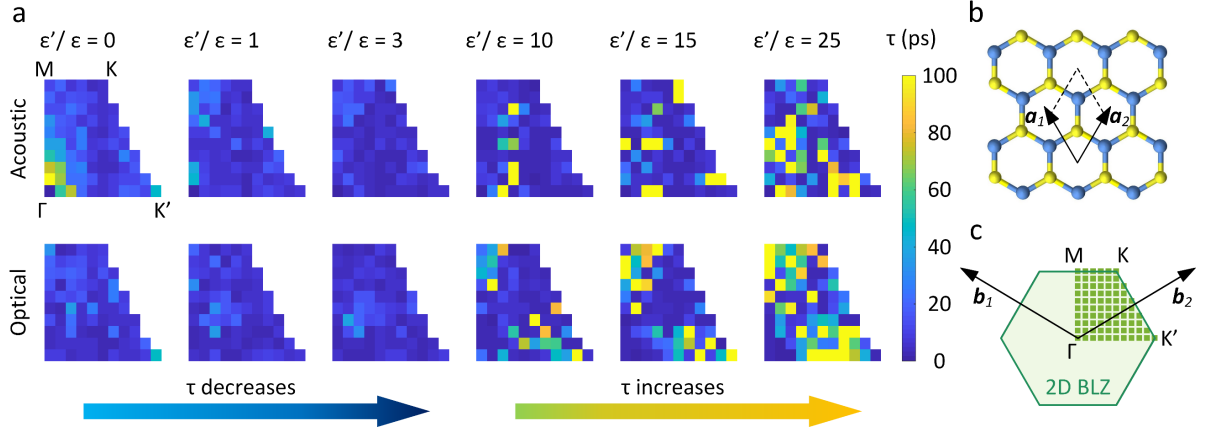 a
ε'/ ε = 0 ε'/ ε = 1 ε'/ ε = 3 ε'/ ε = 10 ε'/ ε = 15 ε'/ ε = 25 τ (ps)
M K
Acoustic
Γ K'
Optical
100
80
60
40
20
0
τ decreases τ increases
b
a1 a2
c
M K
b1 b2
Γ K'
2D BLZ